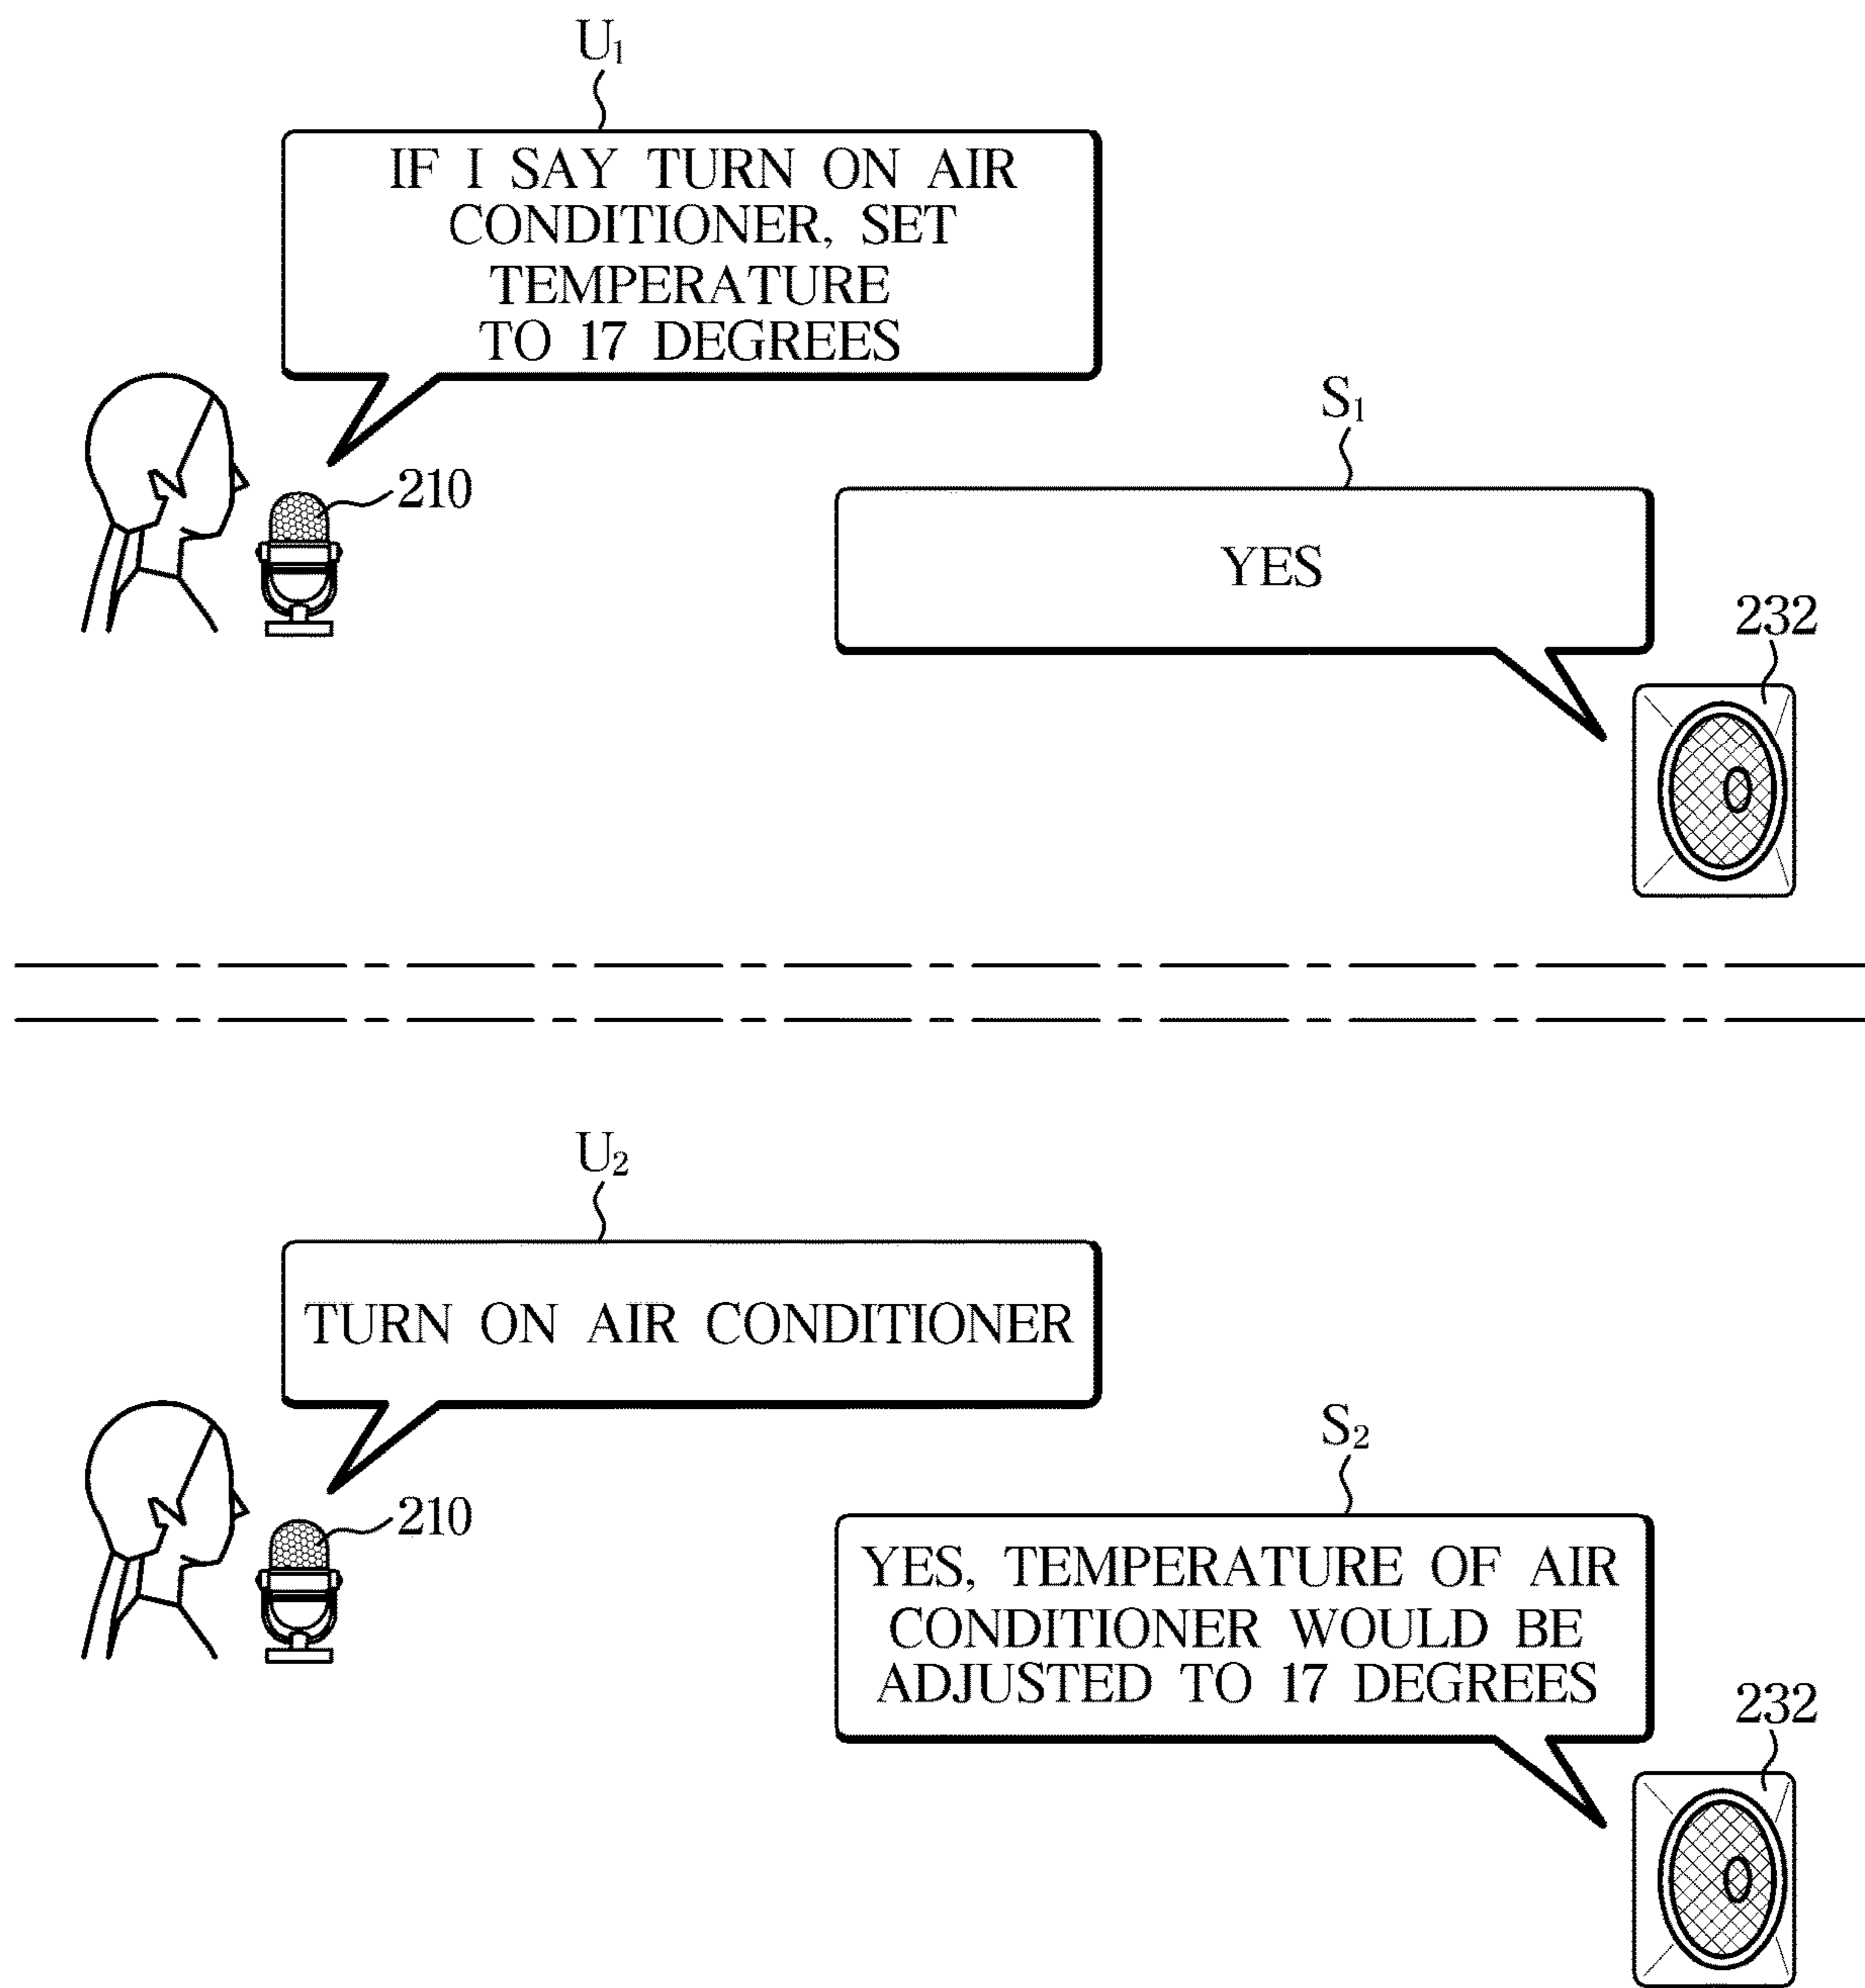 U₁
IF I SAY TURN ON AIR
CONDITIONER, SET
TEMPERATURE
TO 17 DEGREES
210
S₁
YES
232
U₂
TURN ON AIR CONDITIONER
210
S₂
YES, TEMPERATURE OF AIR
CONDITIONER WOULD BE
ADJUSTED TO 17 DEGREES
232